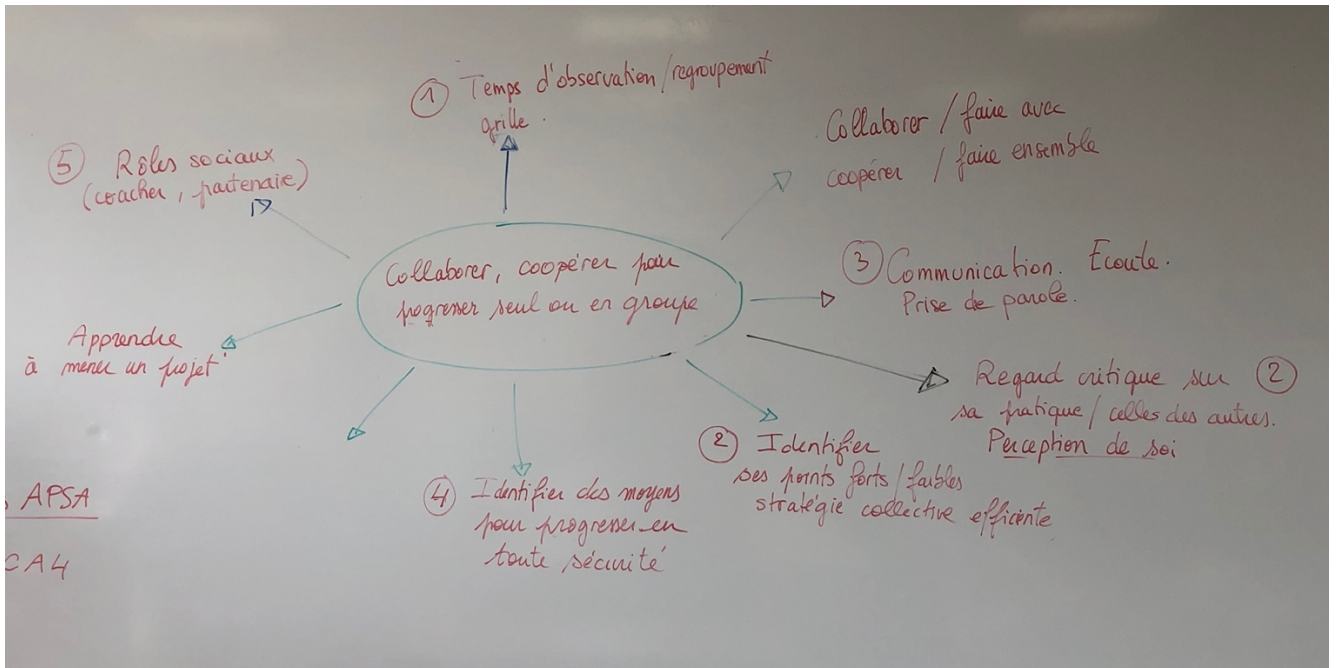 ① Temps d'observation/regroupement
grille.
⑤ Rôles sociaux
(coacher, partenaie)
Collaborer / faire avec
coopérer / faire ensemble
Collaborer, coopérer pour
progresser seul ou en groupe
③ Communication. Ecoute.
Prise de parole.
Apprendre
à mener un projet
Regard critique sur ②
sa pratique / celles des autres.
Perception de soi
② Identifier
ses points forts / faibles
stratégie collective efficiente
④ Identifier des moyens
pour progresser en
toute sécurité
APSA
CA4